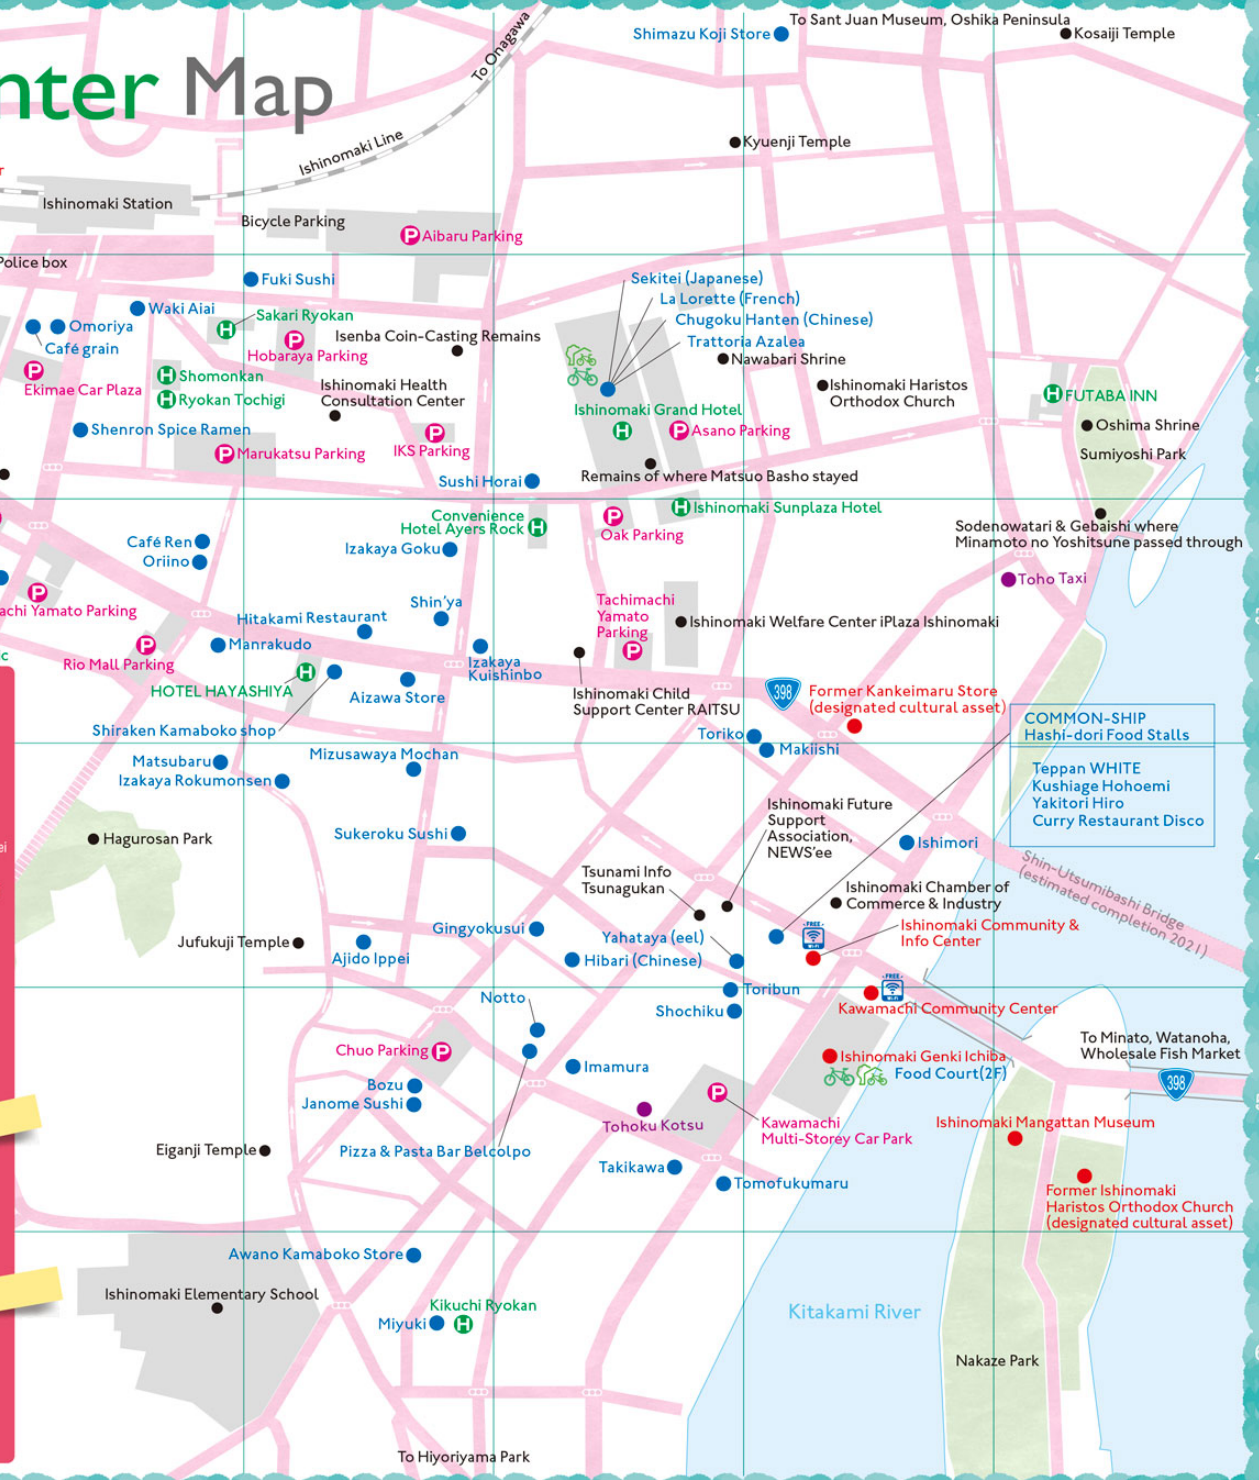 nter Map
To Onagawa
Ishinomaki Line
Shimazu Koji Store
To Sant Juan Museum, Oshika Peninsula
Kosaiji Temple
Kyuenji Temple
Ishinomaki Station
Bicycle Parking
P Aibaru Parking
Police box
Fuki Sushi
Waki Aiai
Omoriya
Café grain
Sakari Ryokan
H
P
Hobaraya Parking
Isenba Coin-Casting Remains
P
Ekimae Car Plaza
H Shomonkan
H Ryokan Tochigi
Ishinomaki Health
Consultation Center
Shenron Spice Ramen
P Marukatsu Parking
P
IKS Parking
Sekitei (Japanese)
La Lorette (French)
Chugoku Hanten (Chinese)
Trattoria Azalea
Nawabari Shrine
Ishinomaki Haristos
Orthodox Church
Ishinomaki Grand Hotel
H
P Asano Parking
Remains of where Matsuo Basho stayed
H FUTABA INN
Oshima Shrine
Sumiyoshi Park
Sushi Horai
Convenience
Hotel Ayers Rock H
P
Oak Parking
H Ishinomaki Sunplaza Hotel
Sodenowatari & Gebaishi where
Minamoto no Yoshitsune passed through
Café Ren
Oriino
Izakaya Goku
Toho Taxi
P
achi Yamato Parking
Shin'ya
Hitakami Restaurant
Tachimachi
Yamato
Parking
P
Ishinomaki Welfare Center iPlaza Ishinomaki
Manrakudo
P
Rio Mall Parking
H
HOTEL HAYASHIYA
Izakaya
Kuishinbo
Aizawa Store
Ishinomaki Child
Support Center RAITSU
398
Former Kankeimaru Store
(designated cultural asset)
Shiraken Kamaboko shop
Toriko
Makiishi
COMMON-SHIP
Hashi-dori Food Stalls
Teppan WHITE
Kushiage Hohoemi
Yakitori Hiro
Curry Restaurant Disco
Matsubaru
Izakaya Rokumonsen
Mizusawaya Mochan
Sukeroku Sushi
Hagurosan Park
ei
Ishinomaki Future
Support
Association,
NEWS'ee
Ishimori
Shin-Utsumibashi Bridge
(estimated completion 2021)
Tsunami Info
Tsunagukan
Ishinomaki Chamber of
Commerce & Industry
Ishinomaki Community &
Info Center
FREE
Wi-Fi
Jufukuji Temple
Ajido Ippei
Gingyokusui
Hibari (Chinese)
Yahataya (eel)
Toribun
Shochiku
FREE
Wi-Fi
Kawamachi Community Center
Notto
Chuo Parking P
Imamura
Bozu
Janome Sushi
Ishinomaki Genki Ichiba
Food Court(2F)
To Minato, Watanoha,
Wholesale Fish Market
398
P
Kawamachi
Multi-Storey Car Park
Tohoku Kotsu
Ishinomaki Mangattan Museum
Eiganji Temple
Pizza & Pasta Bar Belcolpo
Takikawa
Tomofukumaru
Former Ishinomaki
Haristos Orthodox Church
(designated cultural asset)
Awano Kamaboko Store
Ishinomaki Elementary School
Kikuchi Ryokan
Miyuki
H
Kitakami River
Nakaze Park
To Hiyoriyama Park